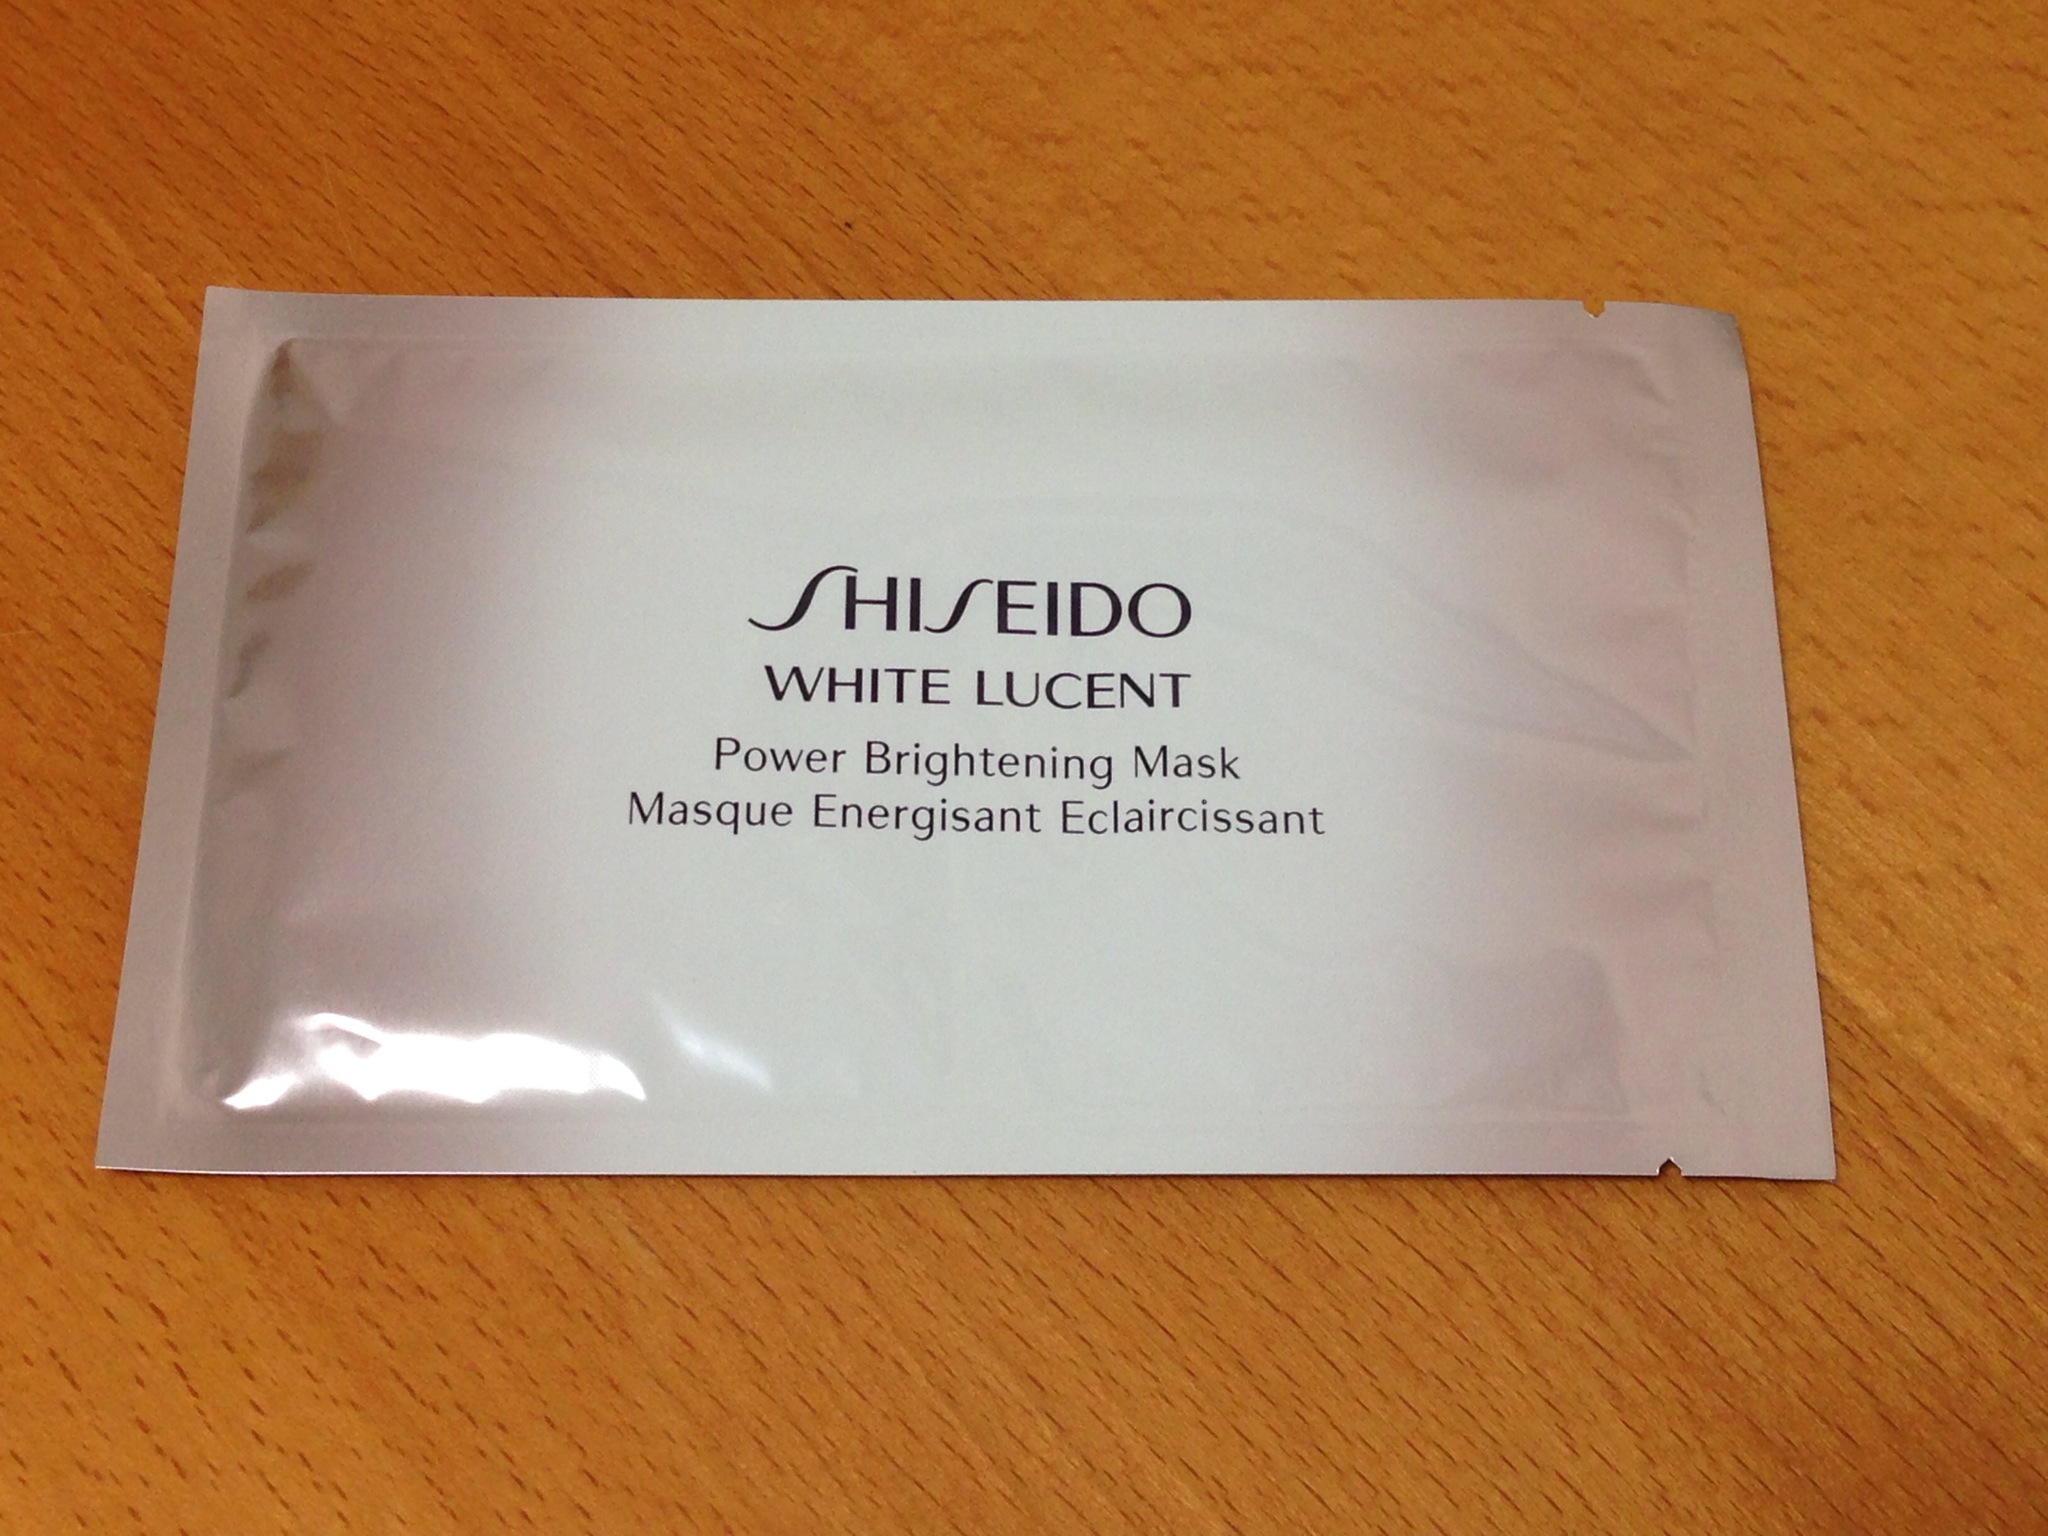 SHISEIDO
WHITE LUCENT
Power Brightening Mask
Masque Energisant Eclaircissant